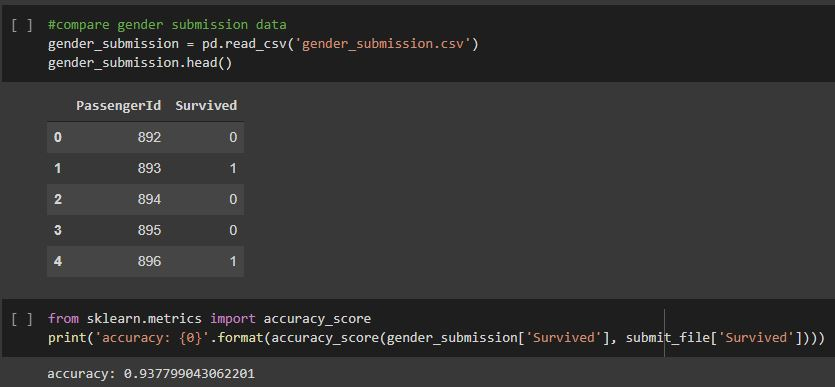 [ ] #compare gender submission data
gender_submission = pd.read_csv('gender_submission.csv')
gender_submission.head()
PassengerId Survived
0 892 0
1 893 1
2 894 0
3 895 0
4 896 1
[ ] from sklearn.metrics import accuracy_score
print('accuracy: {0}'.format(accuracy_score(gender_submission['Survived'], submit_file['Survived'])))
accuracy: 0.937799043062201